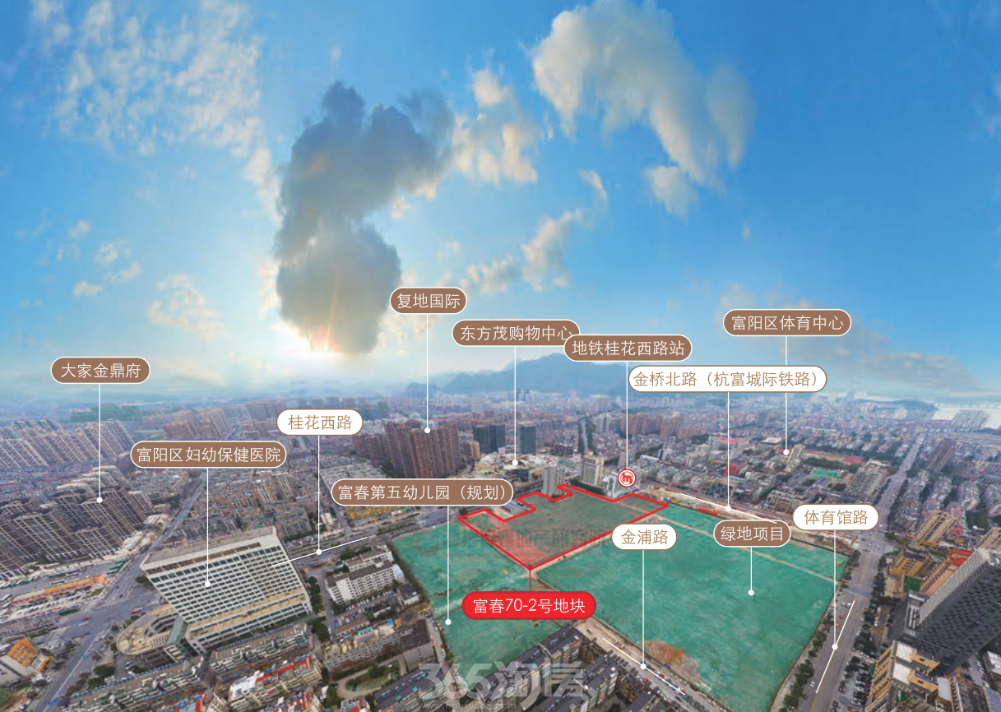 复地国际
东方茂购物中心
地铁桂花西路站
富阳区体育中心
大家金鼎府
金桥北路（杭富城际铁路）
桂花西路
富阳区妇幼保健医院
富春第五幼儿园（规划）
金浦路
绿地项目
体育馆路
富春70-2号地块
365淘房